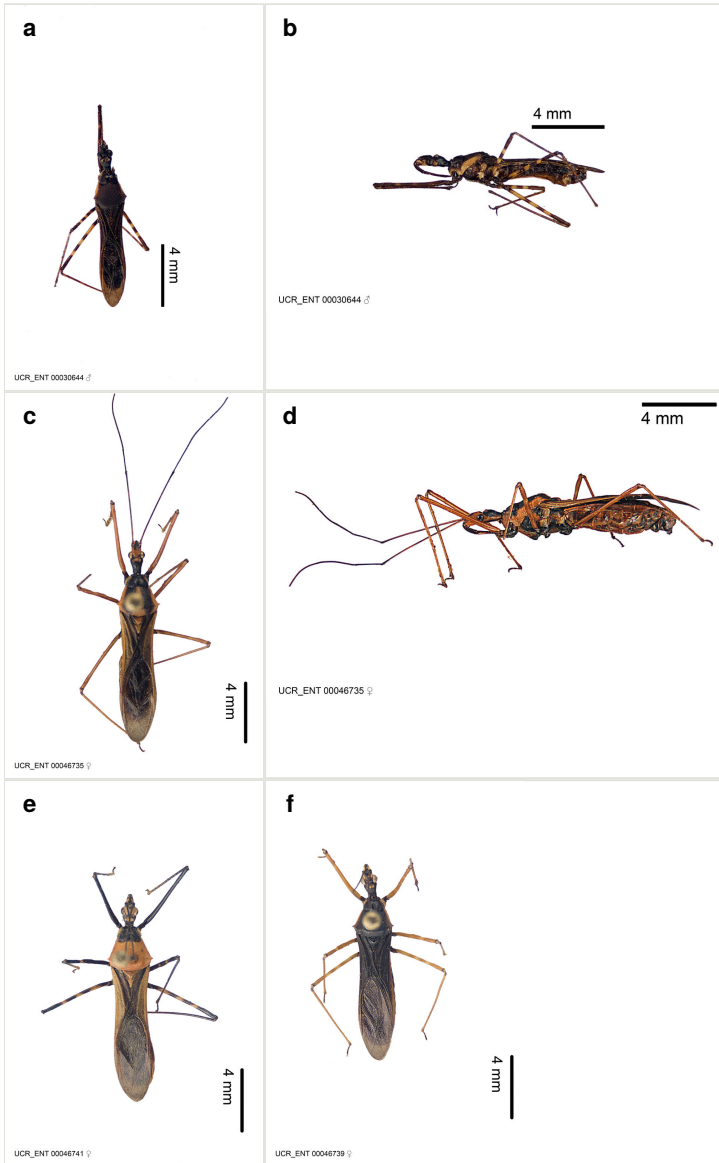 a
4 mm
UCR_ENT 00030644 ♂
b
4 mm
UCR_ENT 00030644 ♂
c
4 mm
UCR_ENT 00046735 ♀
d
4 mm
UCR_ENT 00046735 ♀
e
4 mm
UCR_ENT 00046741 ♀
f
4 mm
UCR_ENT 00046739 ♀